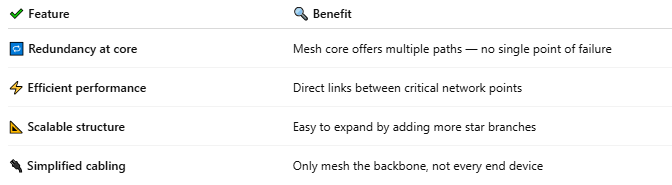 ✔ Feature 🔍 Benefit
🔁 Redundancy at core Mesh core offers multiple paths — no single point of failure
⚡ Efficient performance Direct links between critical network points
📐 Scalable structure Easy to expand by adding more star branches
🔌 Simplified cabling Only mesh the backbone, not every end device